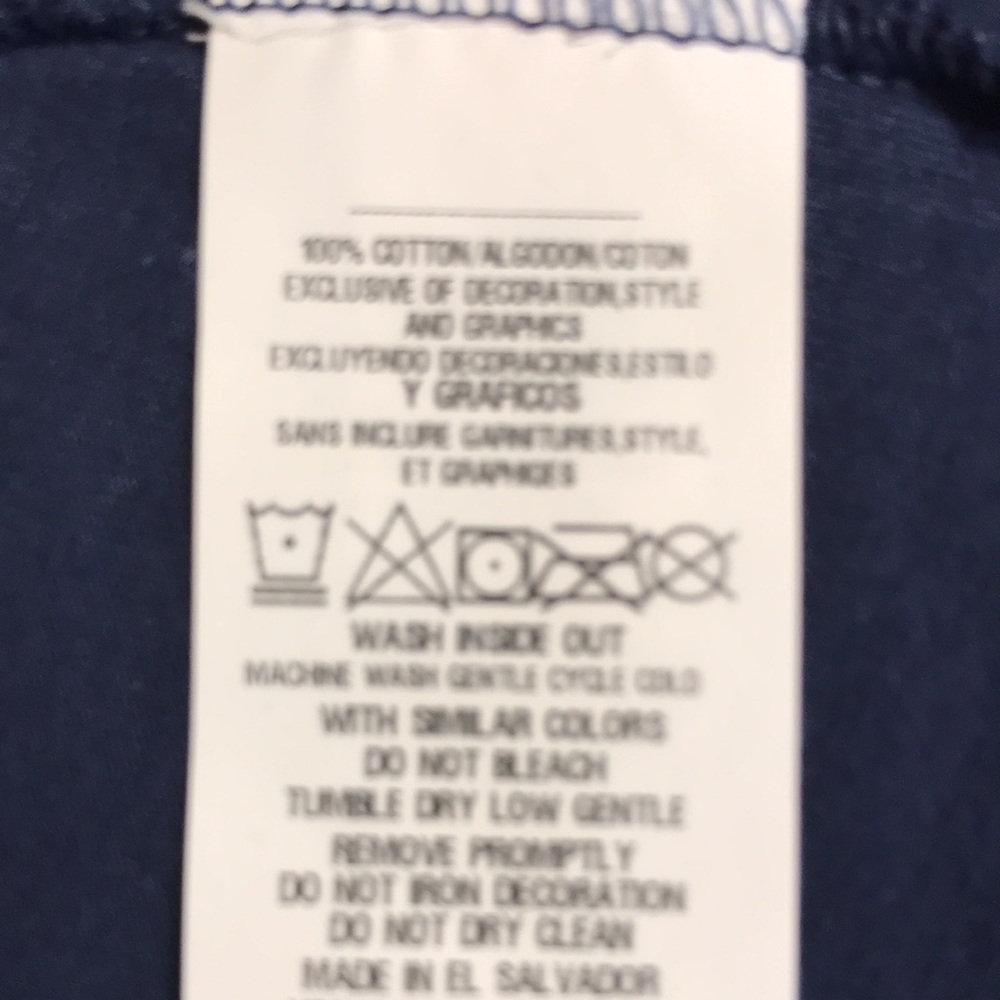 100% COTTON/ALGODON/COTON
EXCLUSIVE OF DECORATION,STYLE
AND GRAPHICS
EXCLUYENDO DECORACIONES,ESTILO
Y GRAFICOS
SANS INCLURE GARNITURES,STYLE,
ET GRAPHIQES
WASH INSIDE OUT
MACHINE WASH GENTLE CYCLE COLD
WITH SIMILAR COLORS
DO NOT BLEACH
TUMBLE DRY LOW GENTLE
REMOVE PROMPTLY
DO NOT IRON DECORATION
DO NOT DRY CLEAN
MADE IN EL SALVADOR